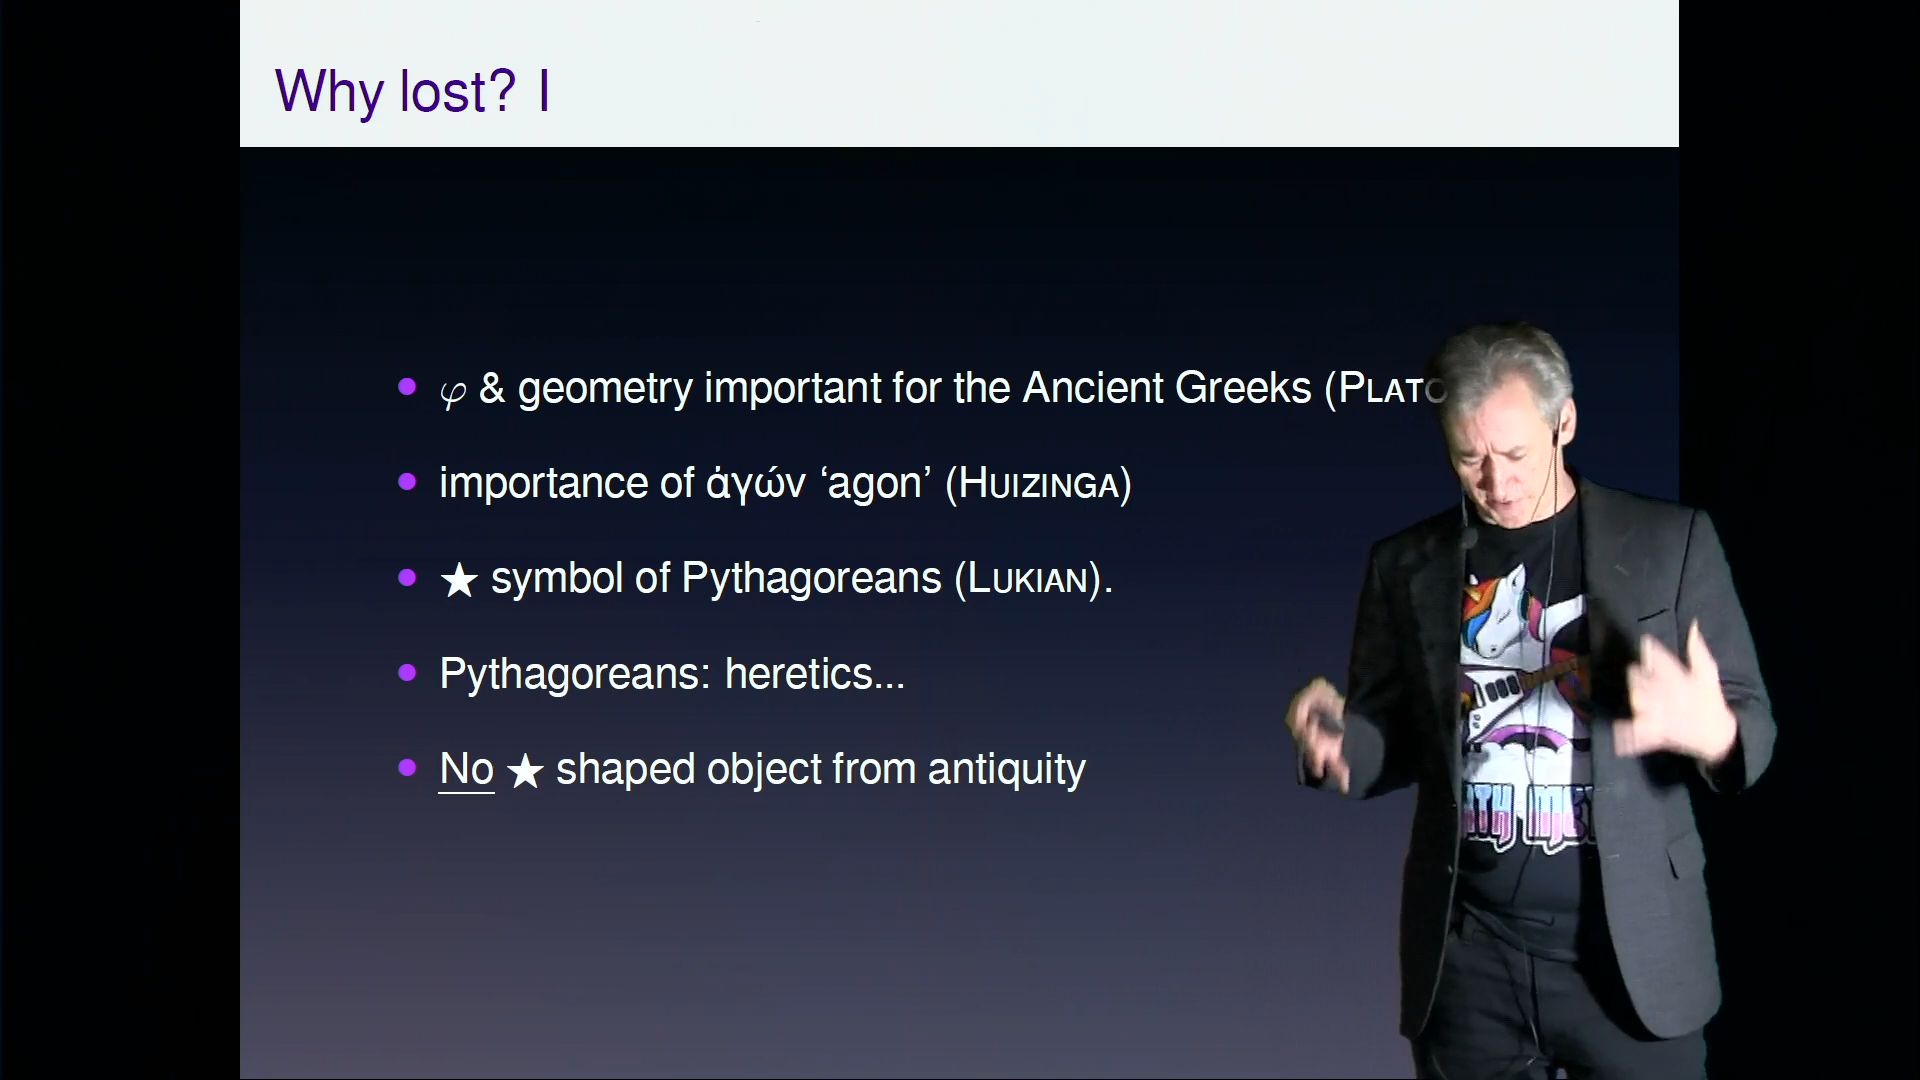 Why lost? I
φ & geometry important for the Ancient Greeks (PLATO
importance of ἀγών ‘agon’ (HUIZINGA)
★ symbol of Pythagoreans (LUKIAN).
Pythagoreans: heretics...
No ★ shaped object from antiquity